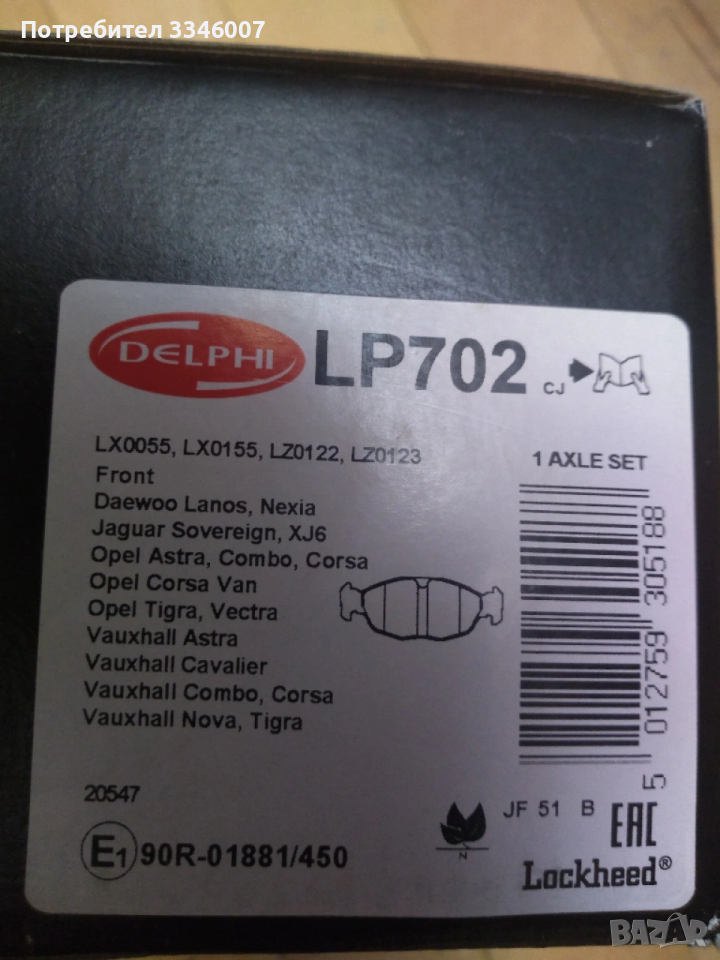 Потребител 3346007
DELPHI
LP702
CJ
LX0055, LX0155, LZ0122, LZ0123
1 AXLE SET
Front
Daewoo Lanos, Nexia
Jaguar Sovereign, XJ6
Opel Astra, Combo, Corsa
Opel Corsa Van
Opel Tigra, Vectra
Vauxhall Astra
Vauxhall Cavalier
Vauxhall Combo, Corsa
Vauxhall Nova, Tigra
5 012759 305188
20547
JF 51 B
EAC
N
E1 90R-01881/450
Lockheed®
BAZAR